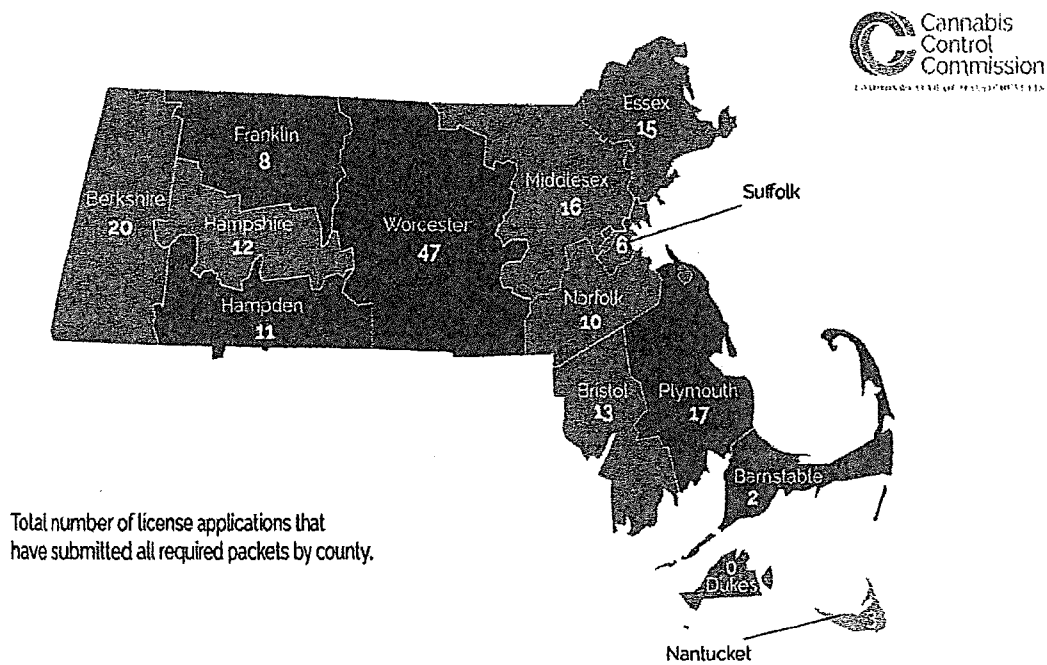 Cannabis
Control
Commission
Essex
15
Franklin
8
Middlesex
16
Suffolk
6
Berkshire
20
Hampshire
12
Worcester
47
Norfolk
10
Hampden
11
Bristol
13
Plymouth
17
Barnstable
2
Total number of license applications that
have submitted all required packets by county.
0
Dukes
3
Nantucket